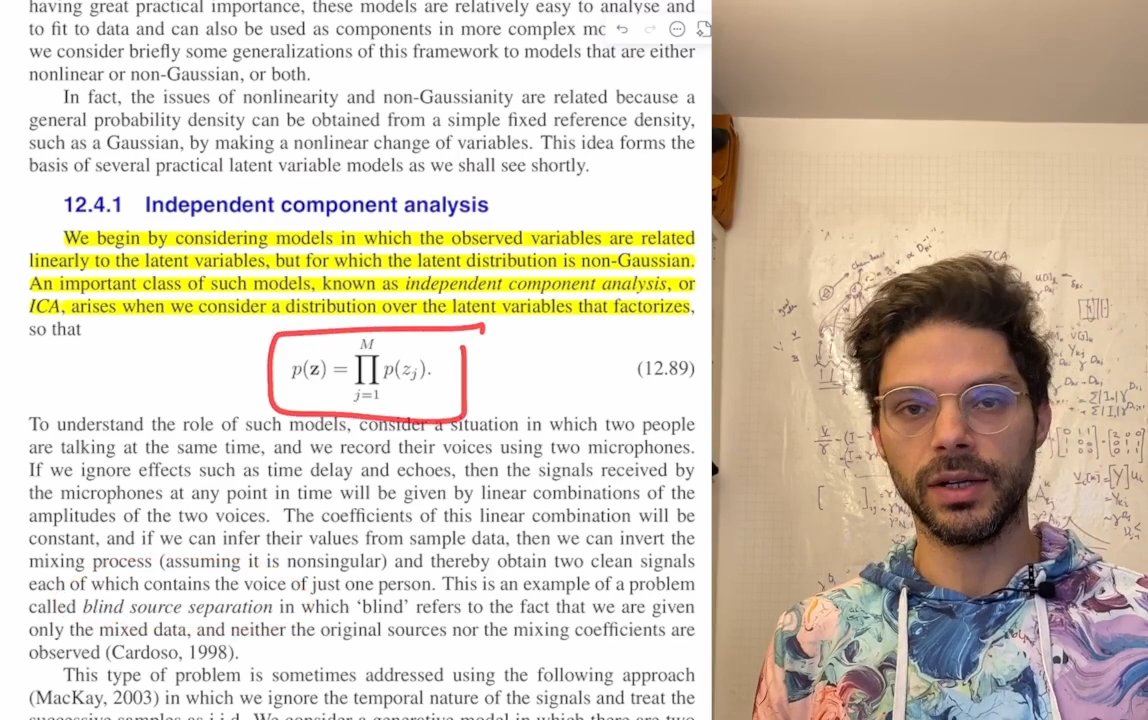 having great practical importance, these models are relatively easy to analyse and
to fit to data and can also be used as components in more complex mo
we consider briefly some generalizations of this framework to models that are either
nonlinear or non-Gaussian, or both.
In fact, the issues of nonlinearity and non-Gaussianity are related because a
general probability density can be obtained from a simple fixed reference density,
such as a Gaussian, by making a nonlinear change of variables. This idea forms the
basis of several practical latent variable models as we shall see shortly.
12.4.1 Independent component analysis
We begin by considering models in which the observed variables are related
linearly to the latent variables, but for which the latent distribution is non-Gaussian.
An important class of such models, known as independent component analysis, or
ICA, arises when we consider a distribution over the latent variables that factorizes,
so that
p(z) = ∏_{j=1}^{M} p(z_j). (12.89)
To understand the role of such models, consider a situation in which two people
are talking at the same time, and we record their voices using two microphones.
If we ignore effects such as time delay and echoes, then the signals received by
the microphones at any point in time will be given by linear combinations of the
amplitudes of the two voices. The coefficients of this linear combination will be
constant, and if we can infer their values from sample data, then we can invert the
mixing process (assuming it is nonsingular) and thereby obtain two clean signals
each of which contains the voice of just one person. This is an example of a problem
called blind source separation in which ‘blind’ refers to the fact that we are given
only the mixed data, and neither the original sources nor the mixing coefficients are
observed (Cardoso, 1998).
This type of problem is sometimes addressed using the following approach
(MacKay, 2003) in which we ignore the temporal nature of the signals and treat the
ZCA